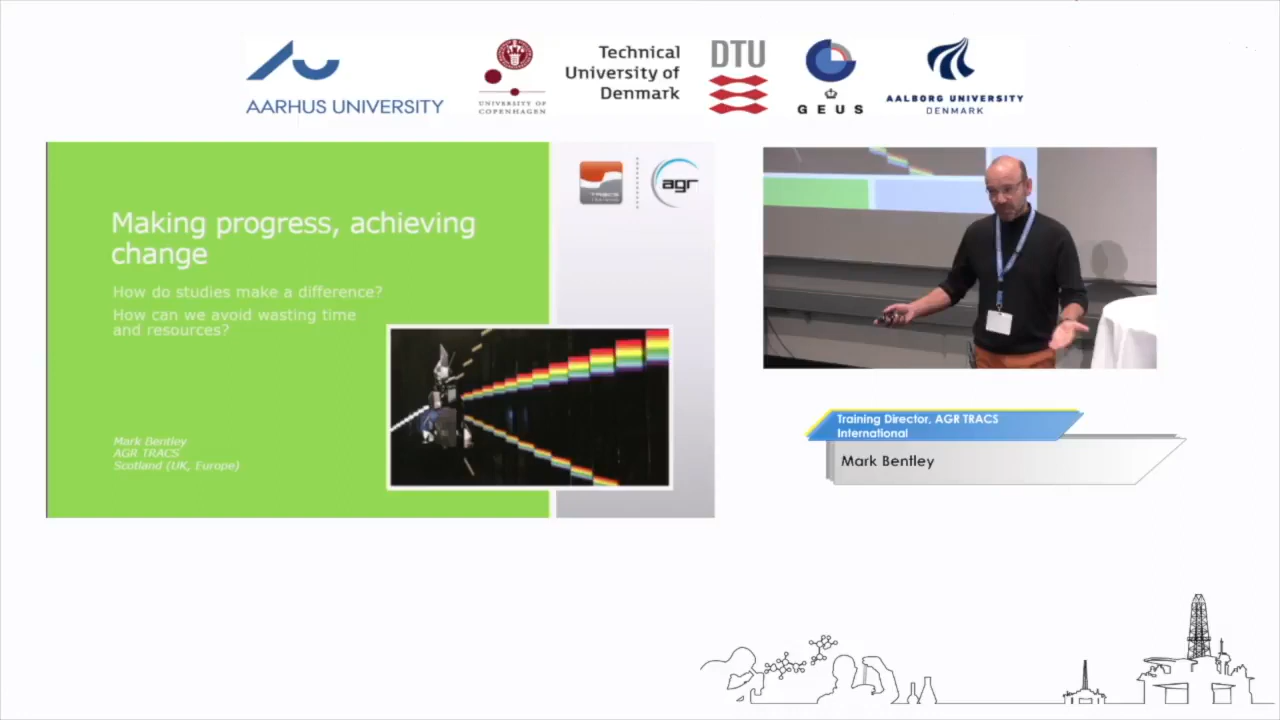 AARHUS UNIVERSITY
UNIVERSITY OF
COPENHAGEN
Technical
University of
Denmark
DTU
GEUS
AALBORG UNIVERSITY
DENMARK
Making progress, achieving
change
How do studies make a difference?
How can we avoid wasting time
and resources?
Mark Bentley
AGR TRACS
Scotland (UK, Europe)
TRACS
agr
Training Director, AGR TRACS
International
Mark Bentley